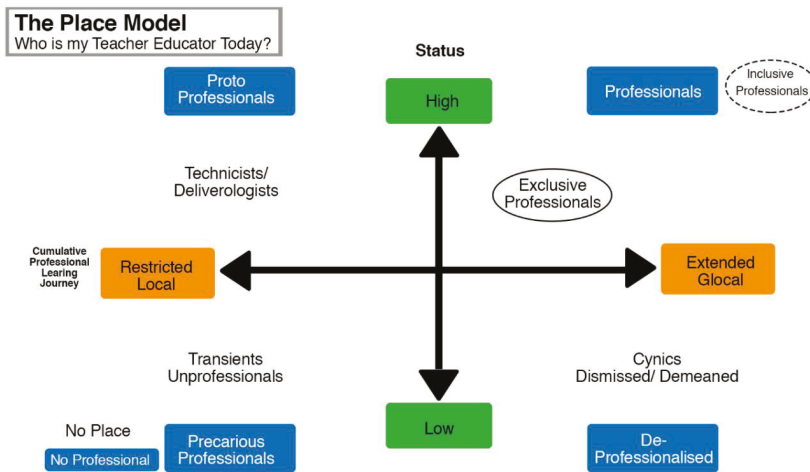 The Place Model
Who is my Teacher Educator Today?
Status
Proto
Professionals
High
Professionals
Inclusive
Professionals
Technicists/
Deliverologists
Exclusive
Professionals
Cumulative
Professional
Learing
Journey
Restricted
Local
Extended
Glocal
Transients
Unprofessionals
Cynics
Dismissed/ Demeaned
No Place
No Professional
Precarious
Professionals
Low
De-
Professionalised